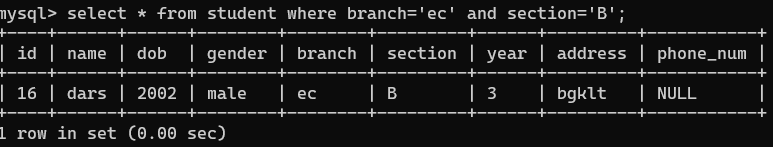 mysql> select * from student where branch='ec' and section='B';
+----+------+------+--------+--------+---------+------+---------+-----------+
| id | name | dob  | gender | branch | section | year | address | phone_num |
+----+------+------+--------+--------+---------+------+---------+-----------+
| 16 | dars | 2002 | male   | ec     | B       | 3    | bgklt   | NULL      |
+----+------+------+--------+--------+---------+------+---------+-----------+
1 row in set (0.00 sec)